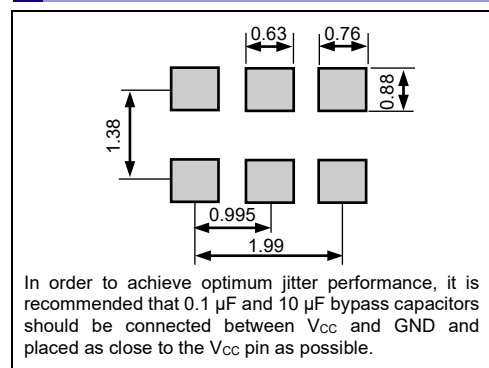 0.63 0.76
0.88
1.38
0.995
1.99
In order to achieve optimum jitter performance, it is
recommended that 0.1 µF and 10 µF bypass capacitors
should be connected between VCC and GND and
placed as close to the VCC pin as possible.